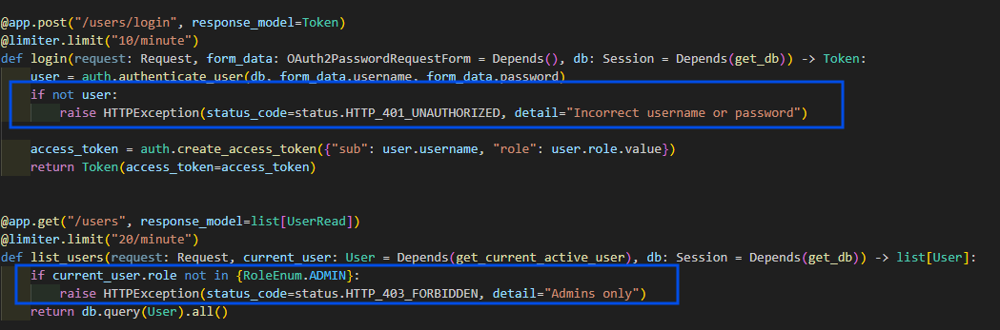 @app.post("/users/login", response_model=Token)
@limiter.limit("10/minute")
def login(request: Request, form_data: OAuth2PasswordRequestForm = Depends(), db: Session = Depends(get_db)) -> Token:
    user = auth.authenticate_user(db, form_data.username, form_data.password)
    if not user:
        raise HTTPException(status_code=status.HTTP_401_UNAUTHORIZED, detail="Incorrect username or password")
    access_token = auth.create_access_token({"sub": user.username, "role": user.role.value})
    return Token(access_token=access_token)
@app.get("/users", response_model=list[UserRead])
@limiter.limit("20/minute")
def list_users(request: Request, current_user: User = Depends(get_current_active_user), db: Session = Depends(get_db)) -> list[User]:
    if current_user.role not in {RoleEnum.ADMIN}:
        raise HTTPException(status_code=status.HTTP_403_FORBIDDEN, detail="Admins only")
    return db.query(User).all()